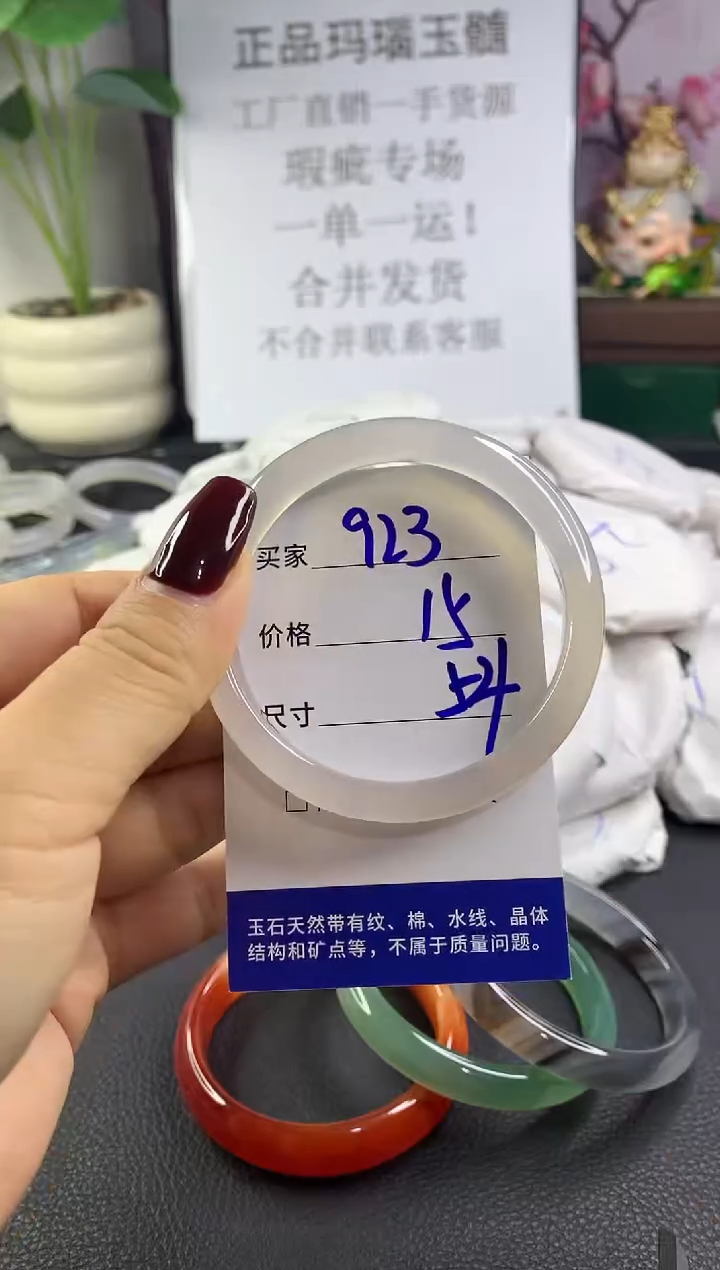 正品玛瑙玉髓
工厂直销一手货源
瑕疵专场
一单一运!
合并发货
不合并联系客服
买家 923
价格 15
尺寸 54
玉石天然带有纹、棉、水线、晶体
结构和矿点等，不属于质量问题。